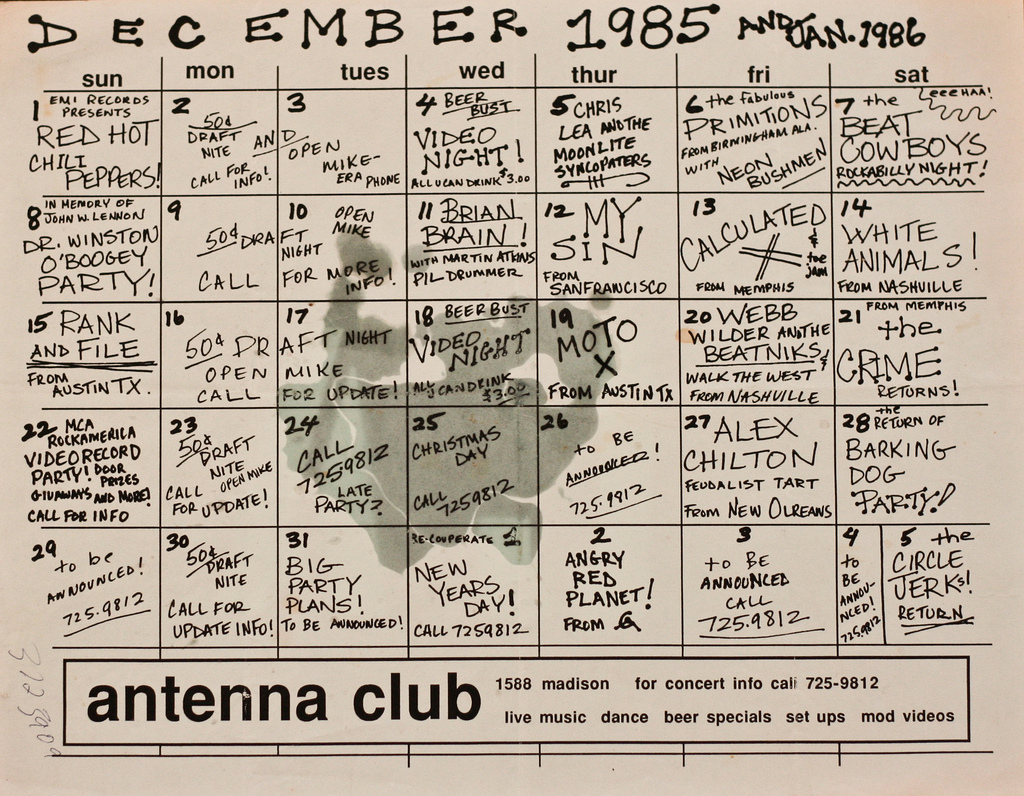 DECEMBER 1985 AND JAN. 1986
sun mon tues wed thur fri sat
1 EMI RECORDS
PRESENTS
RED HOT
CHILI
PEPPERS!
2
50¢
DRAFT
NITE AND
CALL FOR
INFO!
3
OPEN
MIKE-
ERA PHONE
4 BEER
BUST
VIDEO
NIGHT!
ALL U CAN DRINK $3.00
5 CHRIS
LEA AND THE
MOONLITE
SYNCOPATERS
6 the fabulous
PRIMITONS
FROM BIRMINGHAM ALA.
WITH
NEON
BUSHMEN
7 the eeeHAA!
BEAT
COWBOYS
ROCKABILLY NIGHT!
8 IN MEMORY OF
JOHN W. LENNON
DR. WINSTON
O'BOOGEY
PARTY!
9
50¢ DRA
CALL
10 OPEN
MIKE
FT
NIGHT
FOR MORE
INFO!
11 BRIAN
BRAIN!
WITH MARTIN ATKINS
PIL DRUMMER
12 MY
SIN
FROM
SAN FRANCISCO
13
CALCULATED
X
&
toe
jam
FROM MEMPHIS
14
WHITE
ANIMALS!
FROM NASHVILLE
15 RANK
AND FILE
FROM
AUSTIN TX.
16
50¢ DR
OPEN
CALL
17
AFT NIGHT
MIKE
FOR UPDATE!
18 BEER BUST
VIDEO
NIGHT
ALL U CAN DRINK
$3.00
19
MOTO
X
FROM AUSTIN TX
20 WEBB
WILDER AND THE
BEATNIKS &
WALK THE WEST
FROM NASHVILLE
21 FROM MEMPHIS
the
CRIME
RETURNS!
22 MCA
ROCKAMERICA
VIDEO RECORD
PARTY! DOOR
PRIZES
GIVAWAYS AND MORE!
CALL FOR INFO
23
50¢
DRAFT
NITE
OPEN MIKE
CALL
FOR UPDATE!
24
CALL
7259812
LATE
PARTY?
25
CHRISTMAS
DAY
CALL 7259812
26
to BE
ANNOUNCED!
725.9812
27 ALEX
CHILTON
FEUDALIST TART
From NEW OLREANS
28 the
RETURN OF
BARKING
DOG
PARTY!
29
to be
ANNOUNCED!
725.9812
30
50¢
DRAFT
NITE
CALL FOR
UPDATE INFO!
31
BIG
PARTY
PLANS!
TO BE ANNOUNCED!
RE-COUPERATE 1
NEW
YEARS
DAY!
CALL 7259812
2
ANGRY
RED
PLANET!
FROM
3
to BE
ANNOUNCED
CALL
725.9812
4
to
BE
ANNOU-
NCED!
725.9812
5 the
CIRCLE
JERKS!
RETURN
antenna club
1588 madison for concert info call 725-9812
live music dance beer specials set ups mod videos